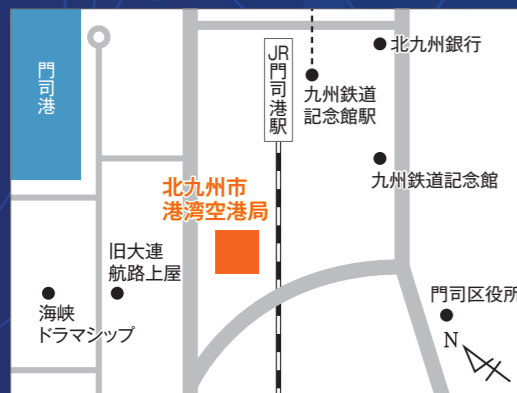 門司港
JR門司港駅
北九州銀行
九州鉄道
記念館駅
九州鉄道記念館
北九州市
港湾空港局
旧大連
航路上屋
海峡
ドラマシップ
門司区役所
N